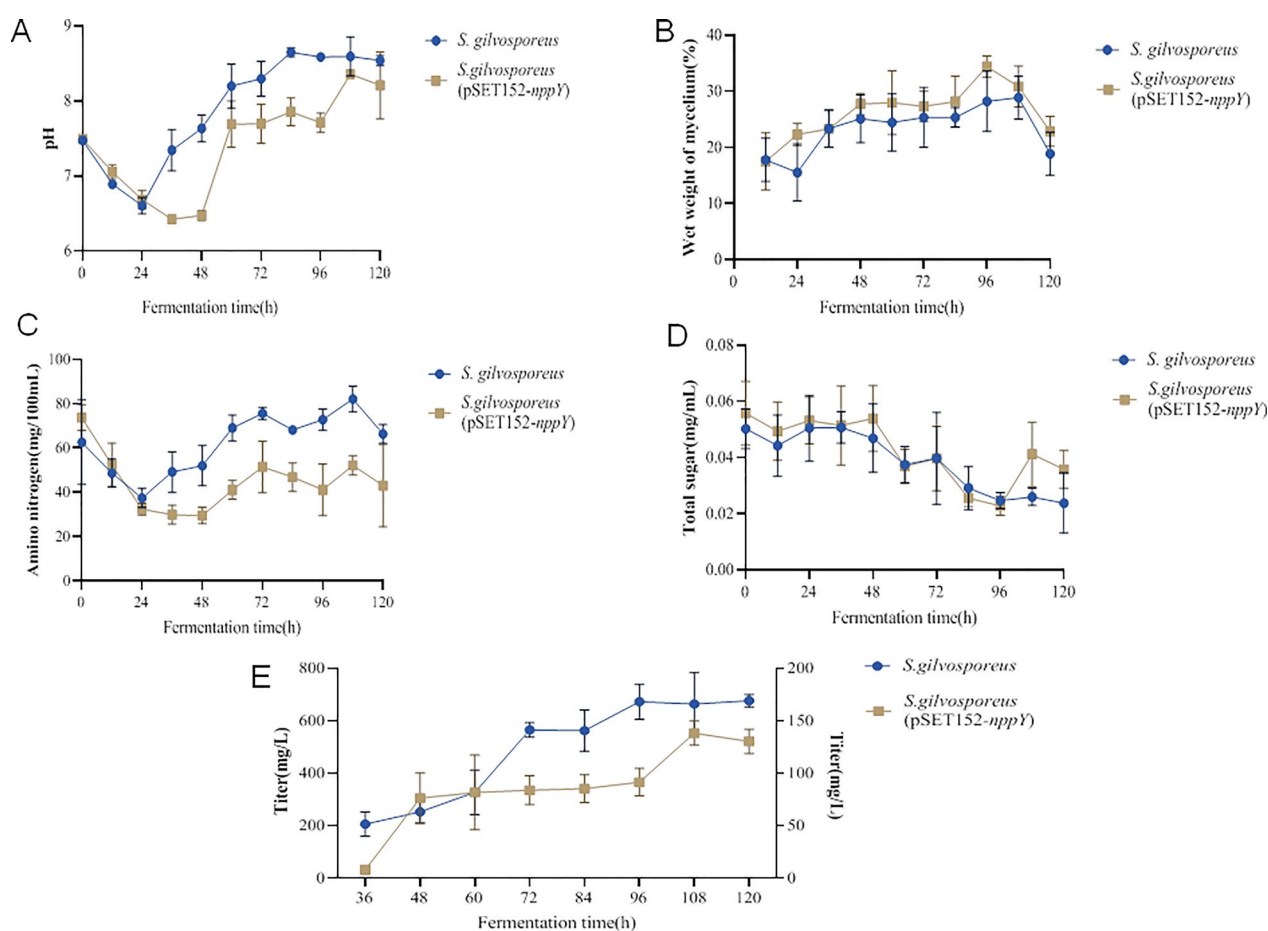 A
9
8
7
6
pH
0 24 48 72 96 120
Fermentation time(h)
S. gilvosporeus
S.gilvosporeus
(pSET152-nppY)
B
40
30
20
10
0
Wet weight of mycelium(%)
0 24 48 72 96 120
Fermentation time(h)
S. gilvosporeus
S.gilvosporeus
(pSET152-nppY)
C
100
80
60
40
20
0
Amino nitrogen(mg/100mL)
0 24 48 72 96 120
Fermentation time(h)
S. gilvosporeus
S.gilvosporeus
(pSET152-nppY)
D
0.08
0.06
0.04
0.02
0.00
Total sugar(mg/mL)
0 24 48 72 96 120
Fermentation time(h)
S. gilvosporeus
S.gilvosporeus
(pSET152-nppY)
E
800
600
400
200
0
Titer(mg/L)
200
150
100
50
0
Titer(mg/L)
36 48 60 72 84 96 108 120
Fermentation time(h)
S.gilvosporeus
S.gilvosporeus
(pSET152-nppY)